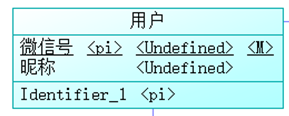 用户
微信号 <pi> <Undefined> <M>
昵称 <Undefined>
Identifier_1 <pi>